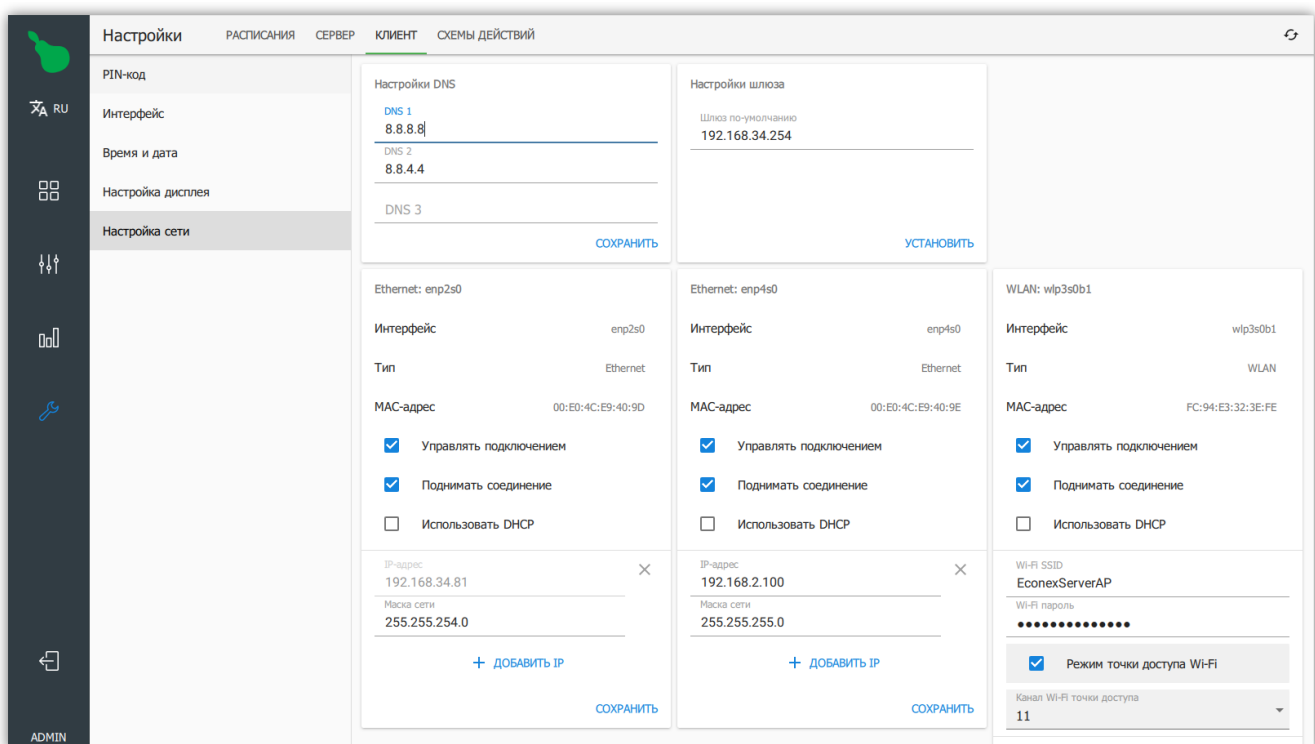 Настройки РАСПИСАНИЯ СЕРВЕР КЛИЕНТ СХЕМЫ ДЕЙСТВИЙ
RU
ADMIN
PIN-код
Интерфейс
Время и дата
Настройка дисплея
Настройка сети
Настройки DNS
DNS 1
8.8.8.8
DNS 2
8.8.4.4
DNS 3
СОХРАНИТЬ
Настройки шлюза
Шлюз по-умолчанию
192.168.34.254
УСТАНОВИТЬ
Ethernet: enp2s0
Интерфейс enp2s0
Тип Ethernet
MAC-адрес 00:E0:4C:E9:40:9D
Управлять подключением
Поднимать соединение
Использовать DHCP
IP-адрес
192.168.34.81
Маска сети
255.255.254.0
+ ДОБАВИТЬ IP
СОХРАНИТЬ
Ethernet: enp4s0
Интерфейс enp4s0
Тип Ethernet
MAC-адрес 00:E0:4C:E9:40:9E
Управлять подключением
Поднимать соединение
Использовать DHCP
IP-адрес
192.168.2.100
Маска сети
255.255.255.0
+ ДОБАВИТЬ IP
СОХРАНИТЬ
WLAN: wlp3s0b1
Интерфейс wlp3s0b1
Тип WLAN
MAC-адрес FC:94:E3:32:3E:FE
Управлять подключением
Поднимать соединение
Использовать DHCP
Wi-Fi SSID
EconexServerAP
Wi-Fi пароль
••••••••••••••
Режим точки доступа Wi-Fi
Канал Wi-Fi точки доступа
11